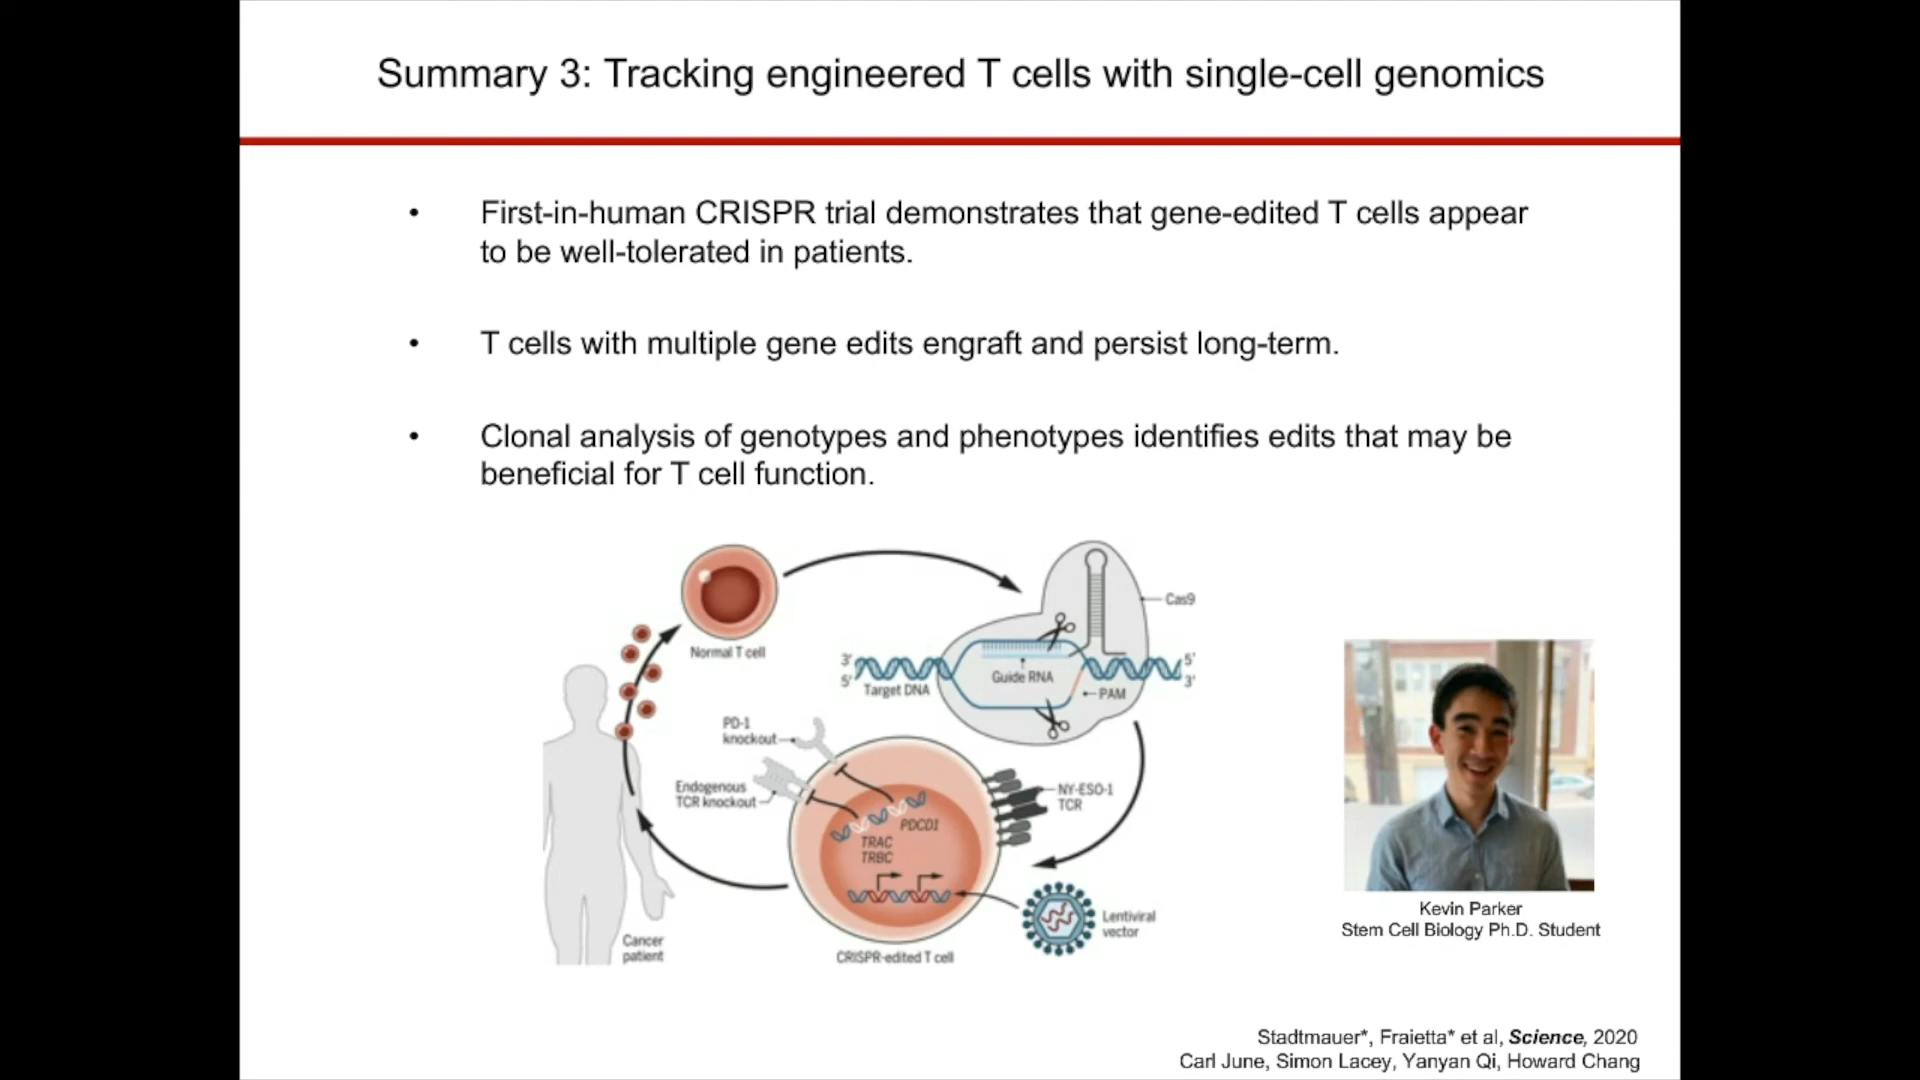 Summary 3: Tracking engineered T cells with single-cell genomics
• First-in-human CRISPR trial demonstrates that gene-edited T cells appear
to be well-tolerated in patients.
• T cells with multiple gene edits engraft and persist long-term.
• Clonal analysis of genotypes and phenotypes identifies edits that may be
beneficial for T cell function.
Normal T cell
Cas9
3'
5'
Target DNA
Guide RNA
PAM
5'
3'
PD-1
knockout
Endogenous
TCR knockout
PDCD1
TRAC
TRBC
NY-ESO-1
TCR
Lentiviral
vector
Cancer
patient
CRISPR-edited T cell
Kevin Parker
Stem Cell Biology Ph.D. Student
Stadtmauer*, Fraietta* et al, Science, 2020
Carl June, Simon Lacey, Yanyan Qi, Howard Chang